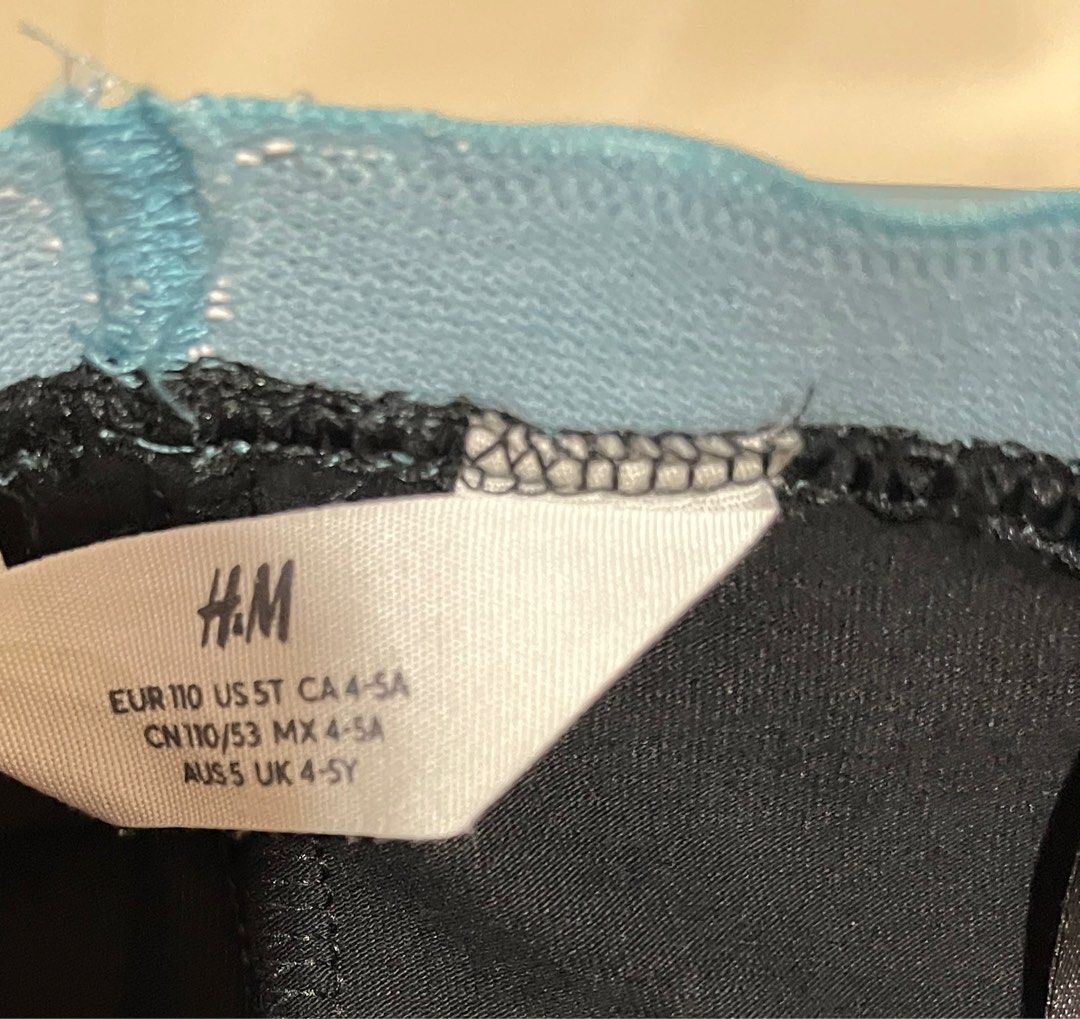 H&M
EUR 110 US 5T CA 4-5A
CN 110/53 MX 4-5A
AUS 5 UK 4-5Y